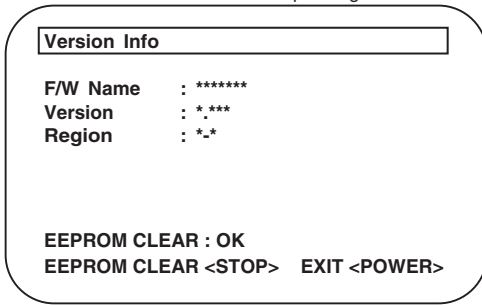 Version Info
F/W Name : *******
Version : *.***
Region : *-*
EEPROM CLEAR : OK
EEPROM CLEAR <STOP> EXIT <POWER>